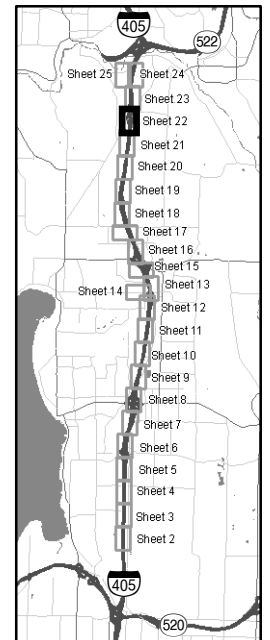 405
522
Sheet 25 Sheet 24
Sheet 23
Sheet 22
Sheet 21
Sheet 20
Sheet 19
Sheet 18
Sheet 17
Sheet 16
Sheet 15
Sheet 13
Sheet 14
Sheet 12
Sheet 11
Sheet 10
Sheet 9
Sheet 8
Sheet 7
Sheet 6
Sheet 5
Sheet 4
Sheet 3
Sheet 2
405
520